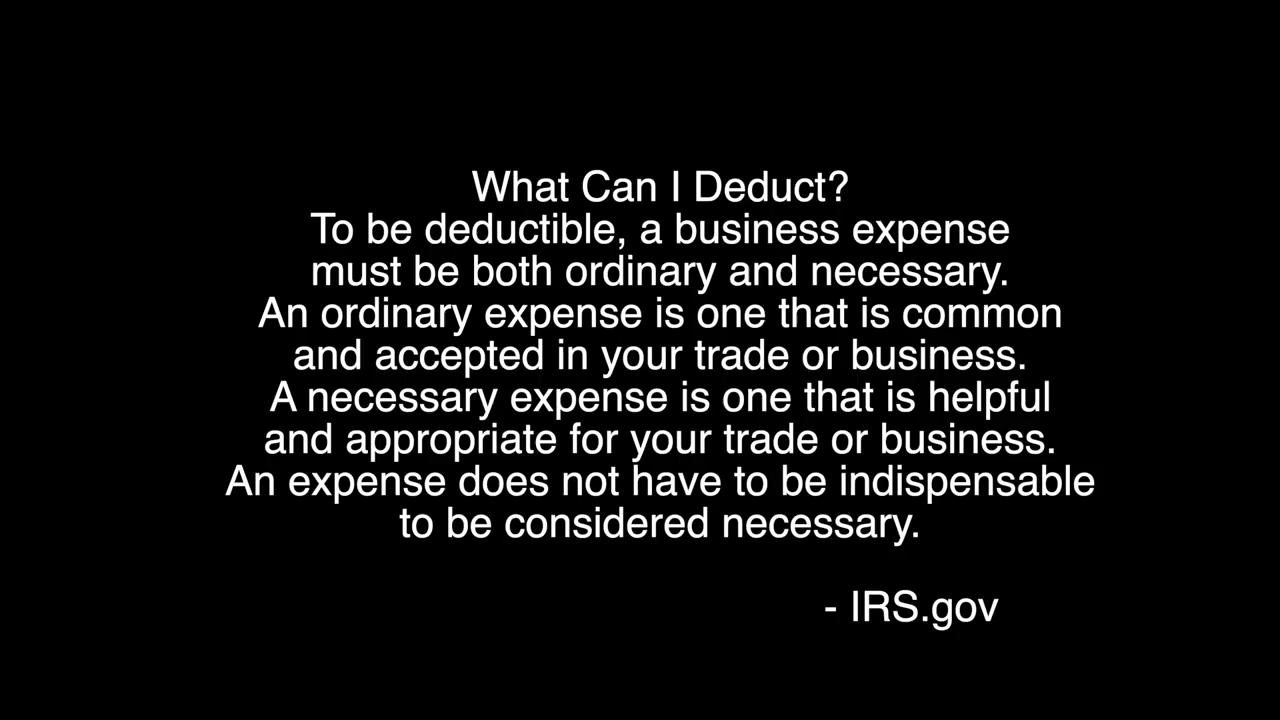 What Can I Deduct?
To be deductible, a business expense
must be both ordinary and necessary.
An ordinary expense is one that is common
and accepted in your trade or business.
A necessary expense is one that is helpful
and appropriate for your trade or business.
An expense does not have to be indispensable
to be considered necessary.
- IRS.gov